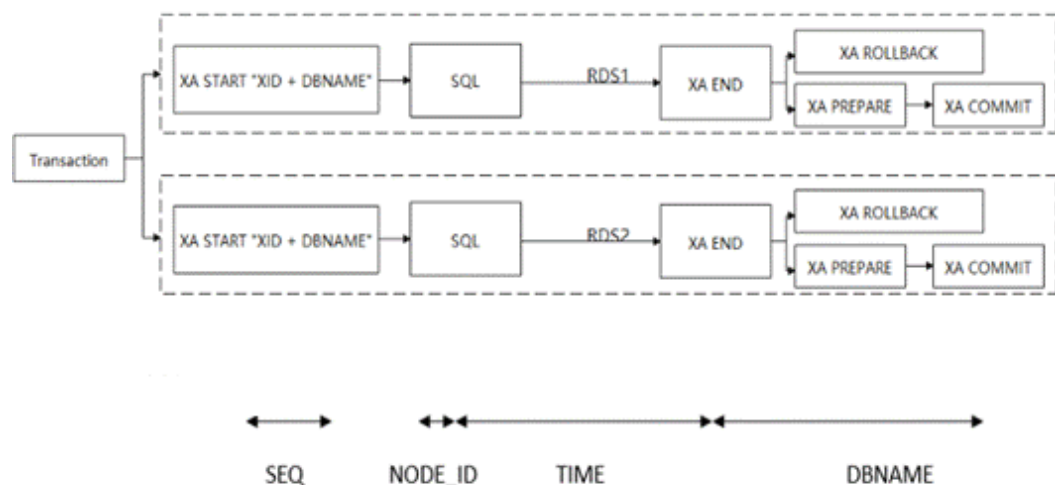 XA START "XID + DBNAME"
SQL
RDS1
XA END
XA ROLLBACK
XA PREPARE
XA COMMIT
Transaction
XA START "XID + DBNAME"
SQL
RDS2
XA END
XA ROLLBACK
XA PREPARE
XA COMMIT
SEQ NODE_ID TIME DBNAME